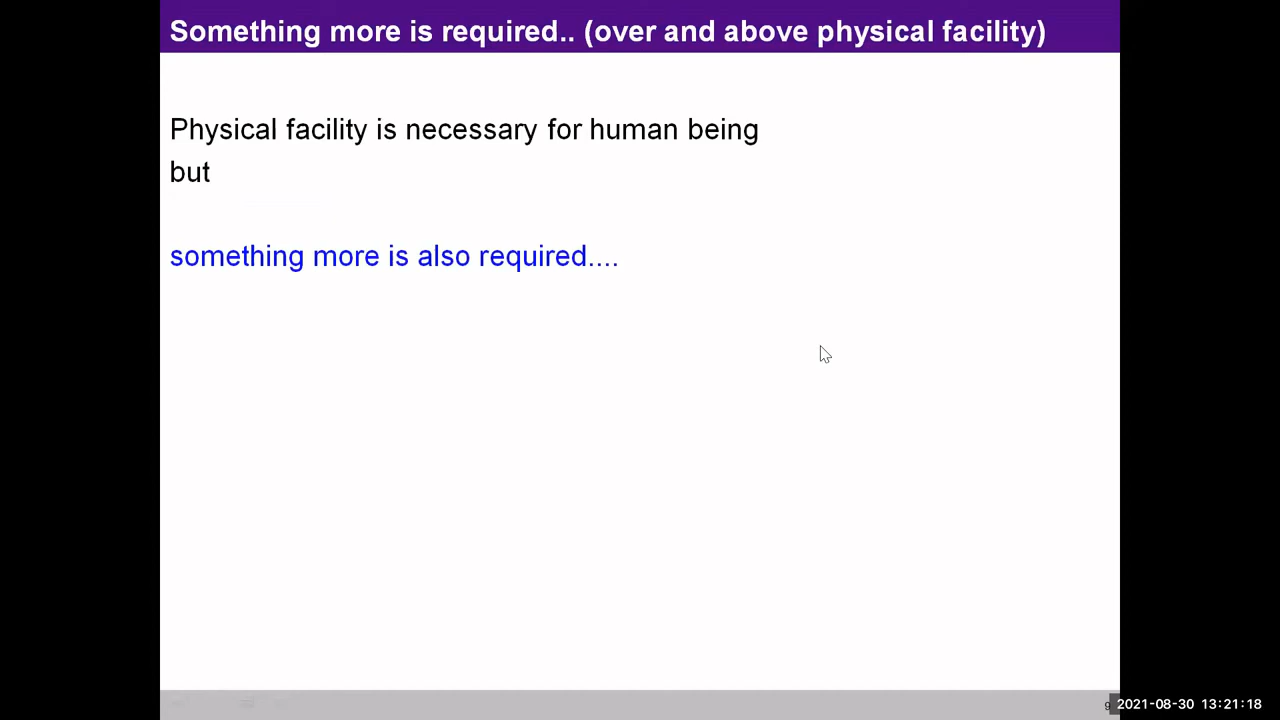 Something more is required.. (over and above physical facility)
Physical facility is necessary for human being
but
something more is also required....
9
2021-08-30 13:21:18